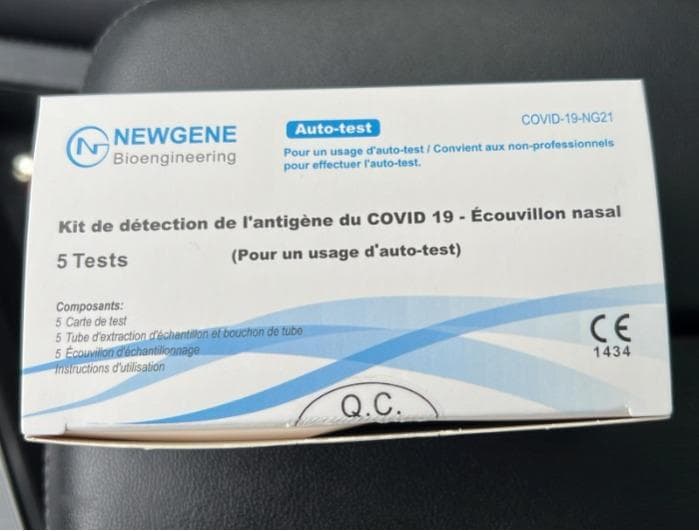 NEWGENE
Bioengineering
Auto-test
COVID-19-NG21
Pour un usage d'auto-test / Convient aux non-professionnels
pour effectuer l'auto-test.
Kit de détection de l'antigène du COVID 19 - Écouvillon nasal
5 Tests
(Pour un usage d'auto-test)
Composants:
5 Carte de test
5 Tube d'extraction d'échantillon et bouchon de tube
5 Écouvillon d'échantillonnage
Instructions d'utilisation
CE
1434
Q.C.